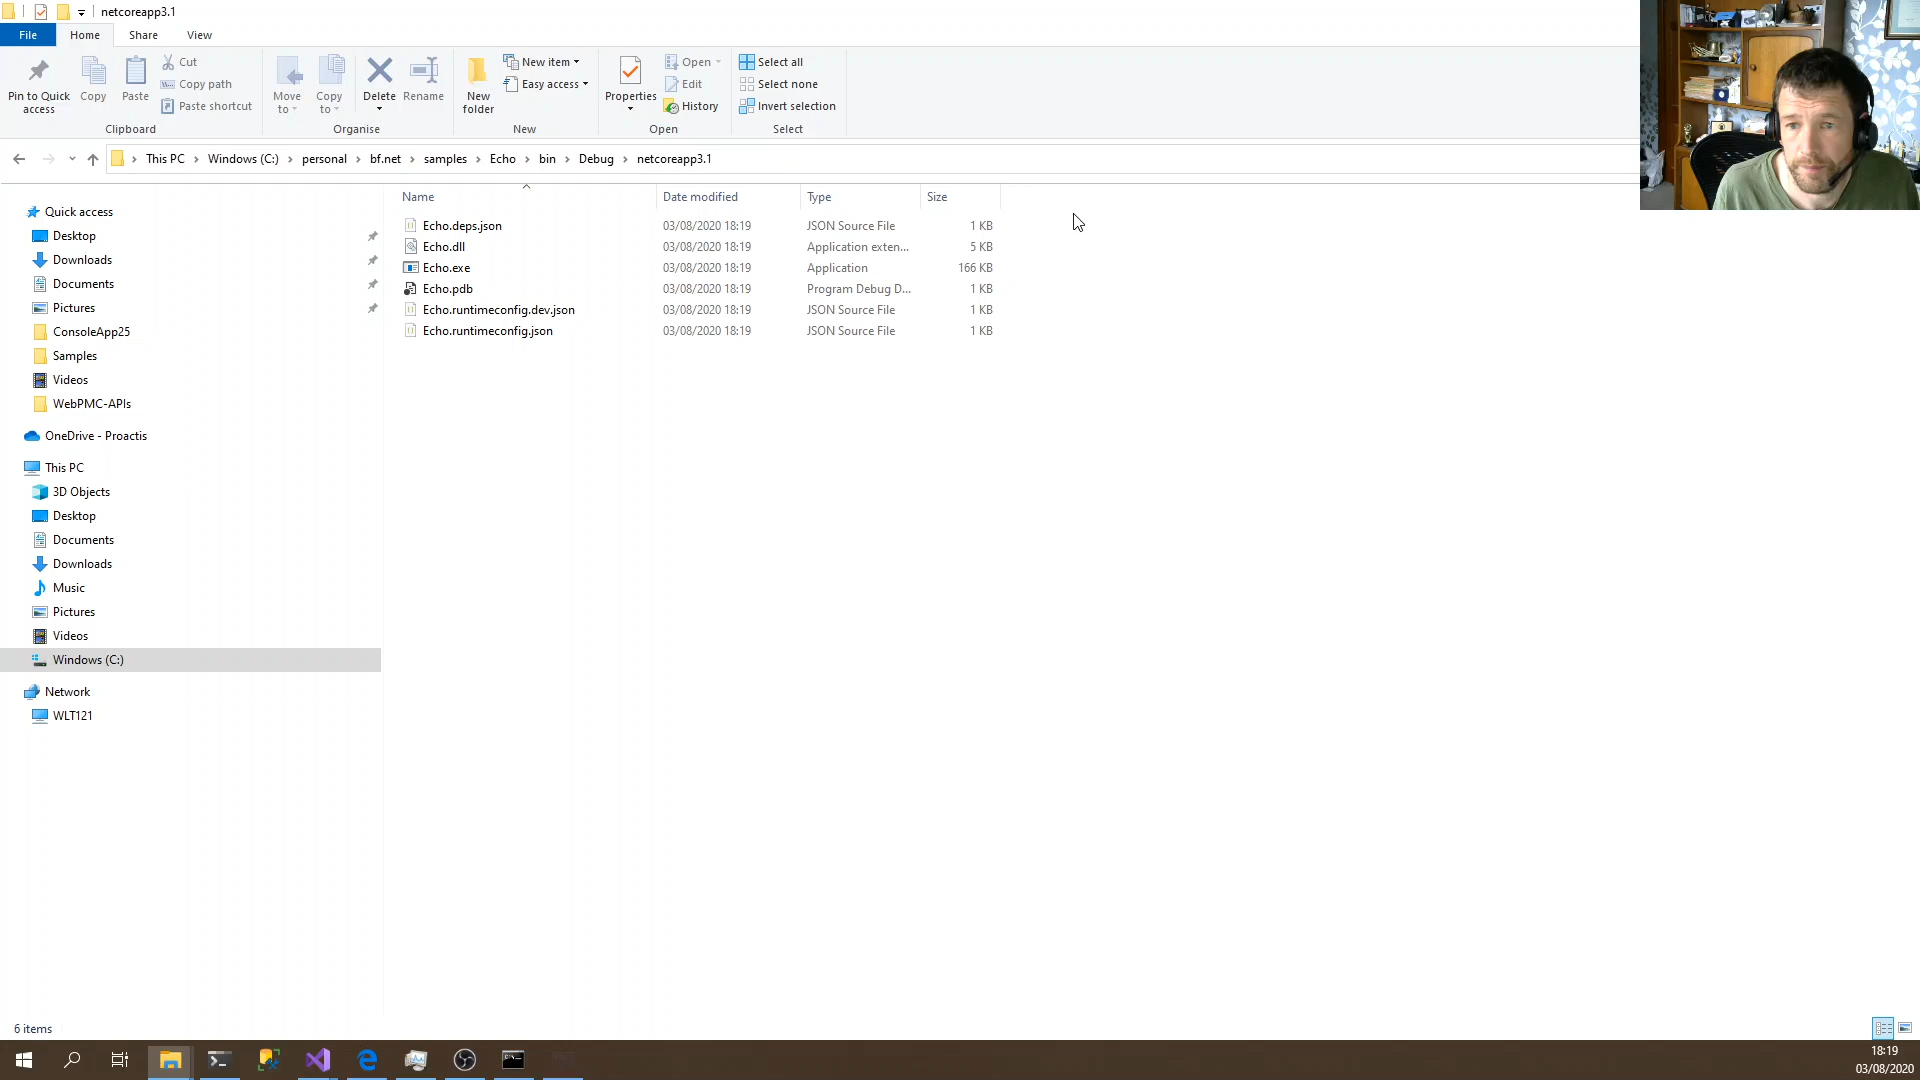 netcoreapp3.1
File
Home
Share
View
Pin to Quick access
Copy
Paste
Cut
Copy path
Paste shortcut
Clipboard
Move to
Copy to
Delete
Rename
Organise
New folder
New item
Easy access
New
Properties
Open
Edit
History
Open
Select all
Select none
Invert selection
Select
This PC
Windows (C:)
personal
bf.net
samples
Echo
bin
Debug
netcoreapp3.1
Quick access
Desktop
Downloads
Documents
Pictures
ConsoleApp25
Samples
Videos
WebPMC-APIs
OneDrive - Proactis
This PC
3D Objects
Desktop
Documents
Downloads
Music
Pictures
Videos
Windows (C:)
Network
WLT121
Name Date modified Type Size
Echo.deps.json 03/08/2020 18:19 JSON Source File 1 KB
Echo.dll 03/08/2020 18:19 Application exten... 5 KB
Echo.exe 03/08/2020 18:19 Application 166 KB
Echo.pdb 03/08/2020 18:19 Program Debug D... 1 KB
Echo.runtimeconfig.dev.json 03/08/2020 18:19 JSON Source File 1 KB
Echo.runtimeconfig.json 03/08/2020 18:19 JSON Source File 1 KB
6 items
18:19
03/08/2020